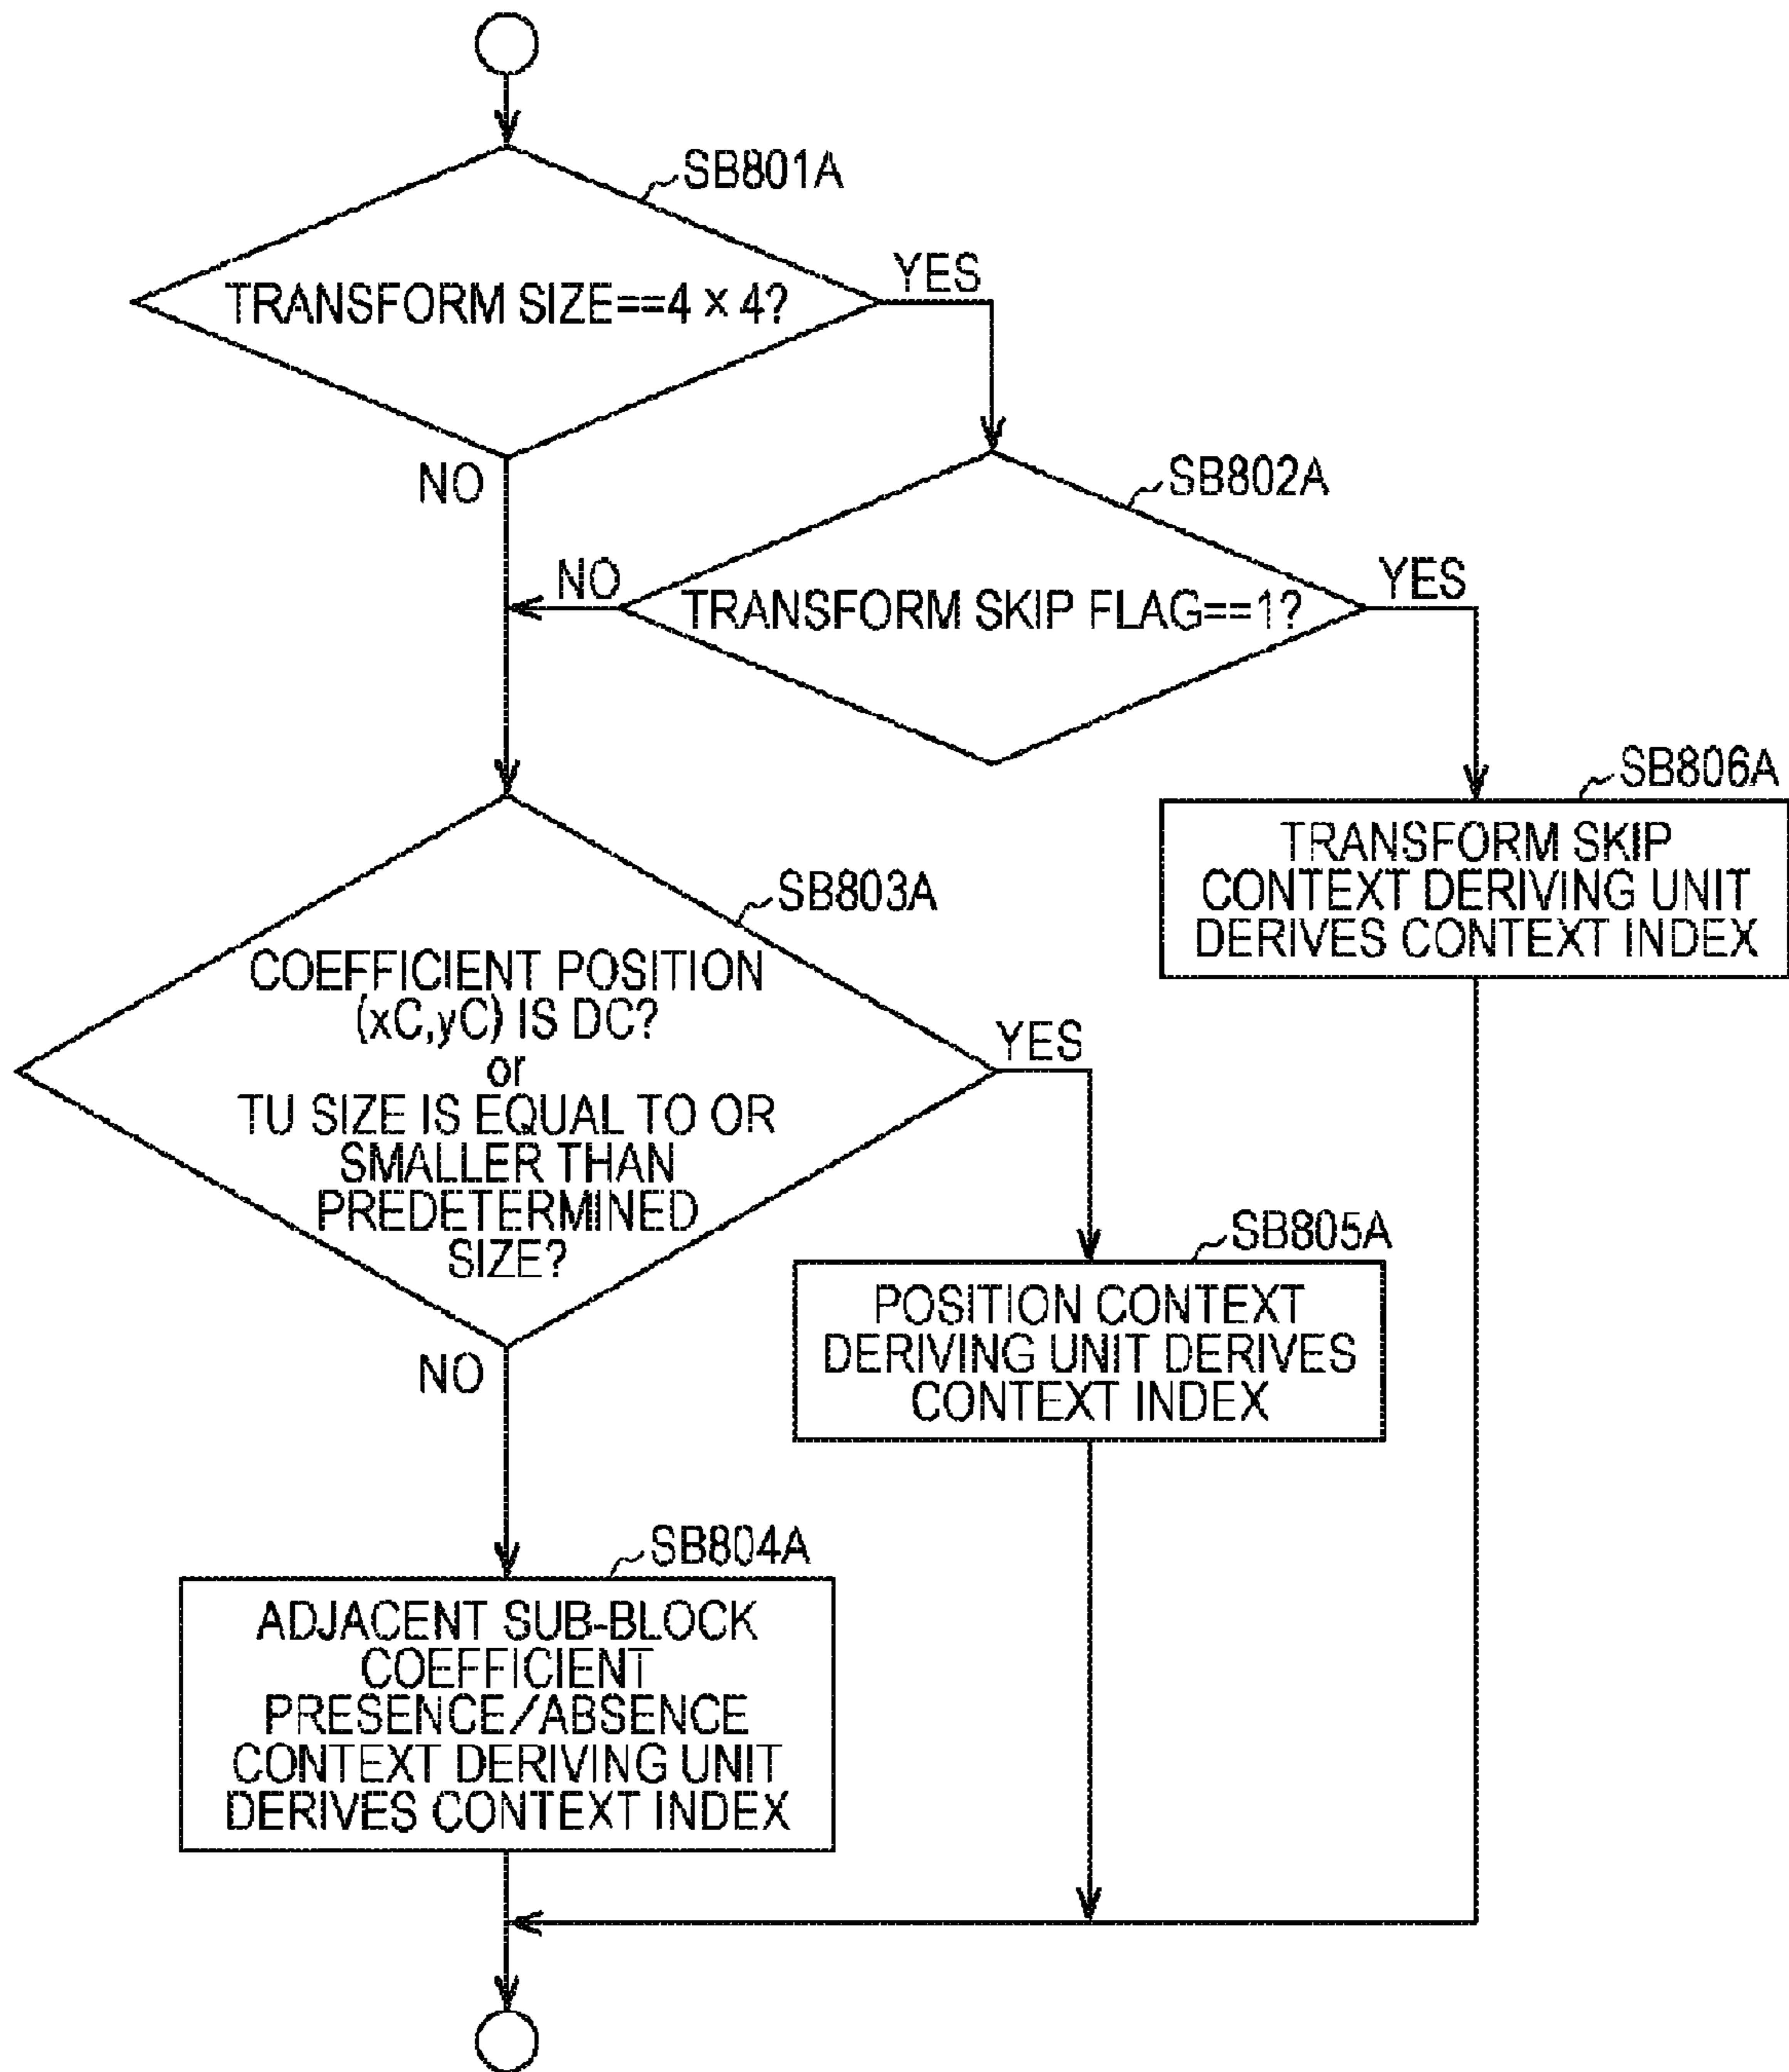 SB801A
TRANSFORM SIZE==4 × 4?
YES
NO
SB802A
TRANSFORM SKIP FLAG==1?
NO
YES
SB806A
TRANSFORM SKIP
CONTEXT DERIVING UNIT
DERIVES CONTEXT INDEX
SB803A
COEFFICIENT POSITION
(xC,yC) IS DC?
or
TU SIZE IS EQUAL TO OR
SMALLER THAN
PREDETERMINED
SIZE?
YES
NO
SB805A
POSITION CONTEXT
DERIVING UNIT DERIVES
CONTEXT INDEX
SB804A
ADJACENT SUB-BLOCK
COEFFICIENT
PRESENCE/ABSENCE
CONTEXT DERIVING UNIT
DERIVES CONTEXT INDEX